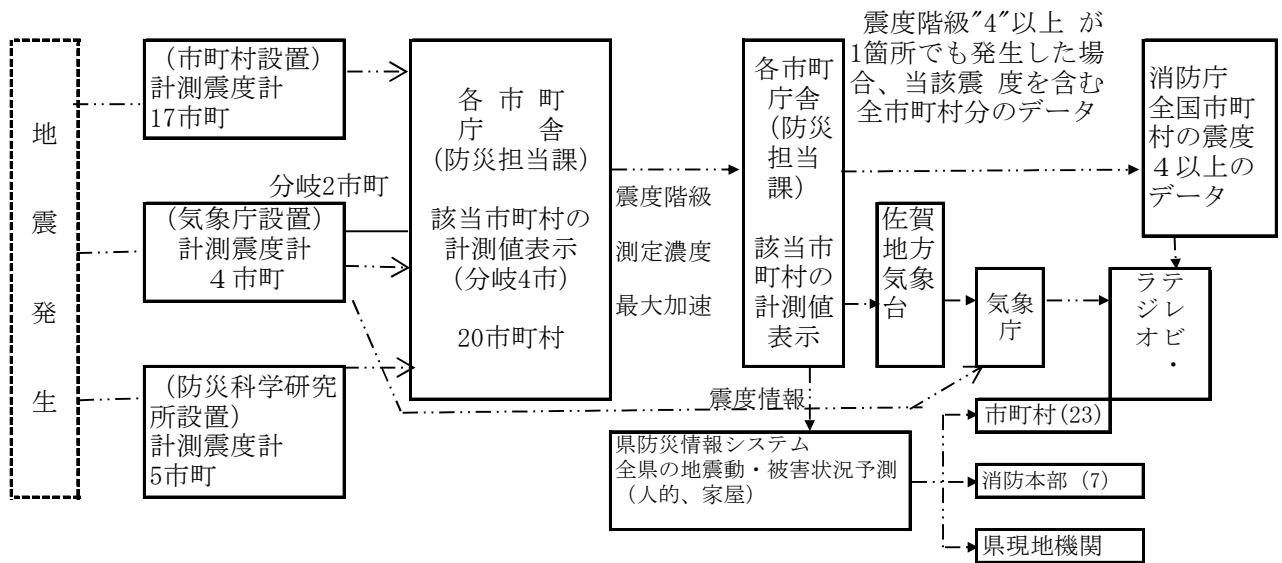 地
震
発
生
（市町村設置）
計測震度計
17市町
分岐2市町
（気象庁設置）
計測震度計
４市町
（防災科学研究
所設置）
計測震度計
5市町
各 市 町
庁 舎
（防災担当課）
該当市町村の
計測値表示
（分岐4市）
20市町村
震度階級
測定濃度
最大加速
各市町
庁舎
（防災
担当
課）
該当市
町村の
計測値
表示
震度階級"4"以上 が
1箇所でも発生した場
合、当該震 度を含む
全市町村分のデータ
消防庁
全国市町
村の震度
４以上の
データ
佐賀
地方
気象
台
気象
庁
テレビ・
ラジオ
震度情報
県防災情報システム
全県の地震動・被害状況予測
（人的、家屋）
市町村(23)
消防本部（7）
県現地機関